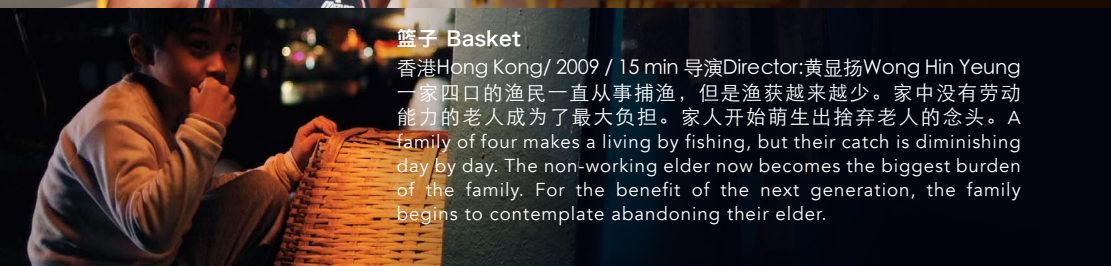 篮子 Basket
香港Hong Kong/ 2009 / 15 min 导演Director:黄显扬Wong Hin Yeung
一家四口的渔民一直从事捕渔，但是渔获越来越少。家中没有劳动
能力的老人成为了最大负担。家人开始萌生出捨弃老人的念头。A
family of four makes a living by fishing, but their catch is diminishing
day by day. The non-working elder now becomes the biggest burden
of the family. For the benefit of the next generation, the family
begins to contemplate abandoning their elder.